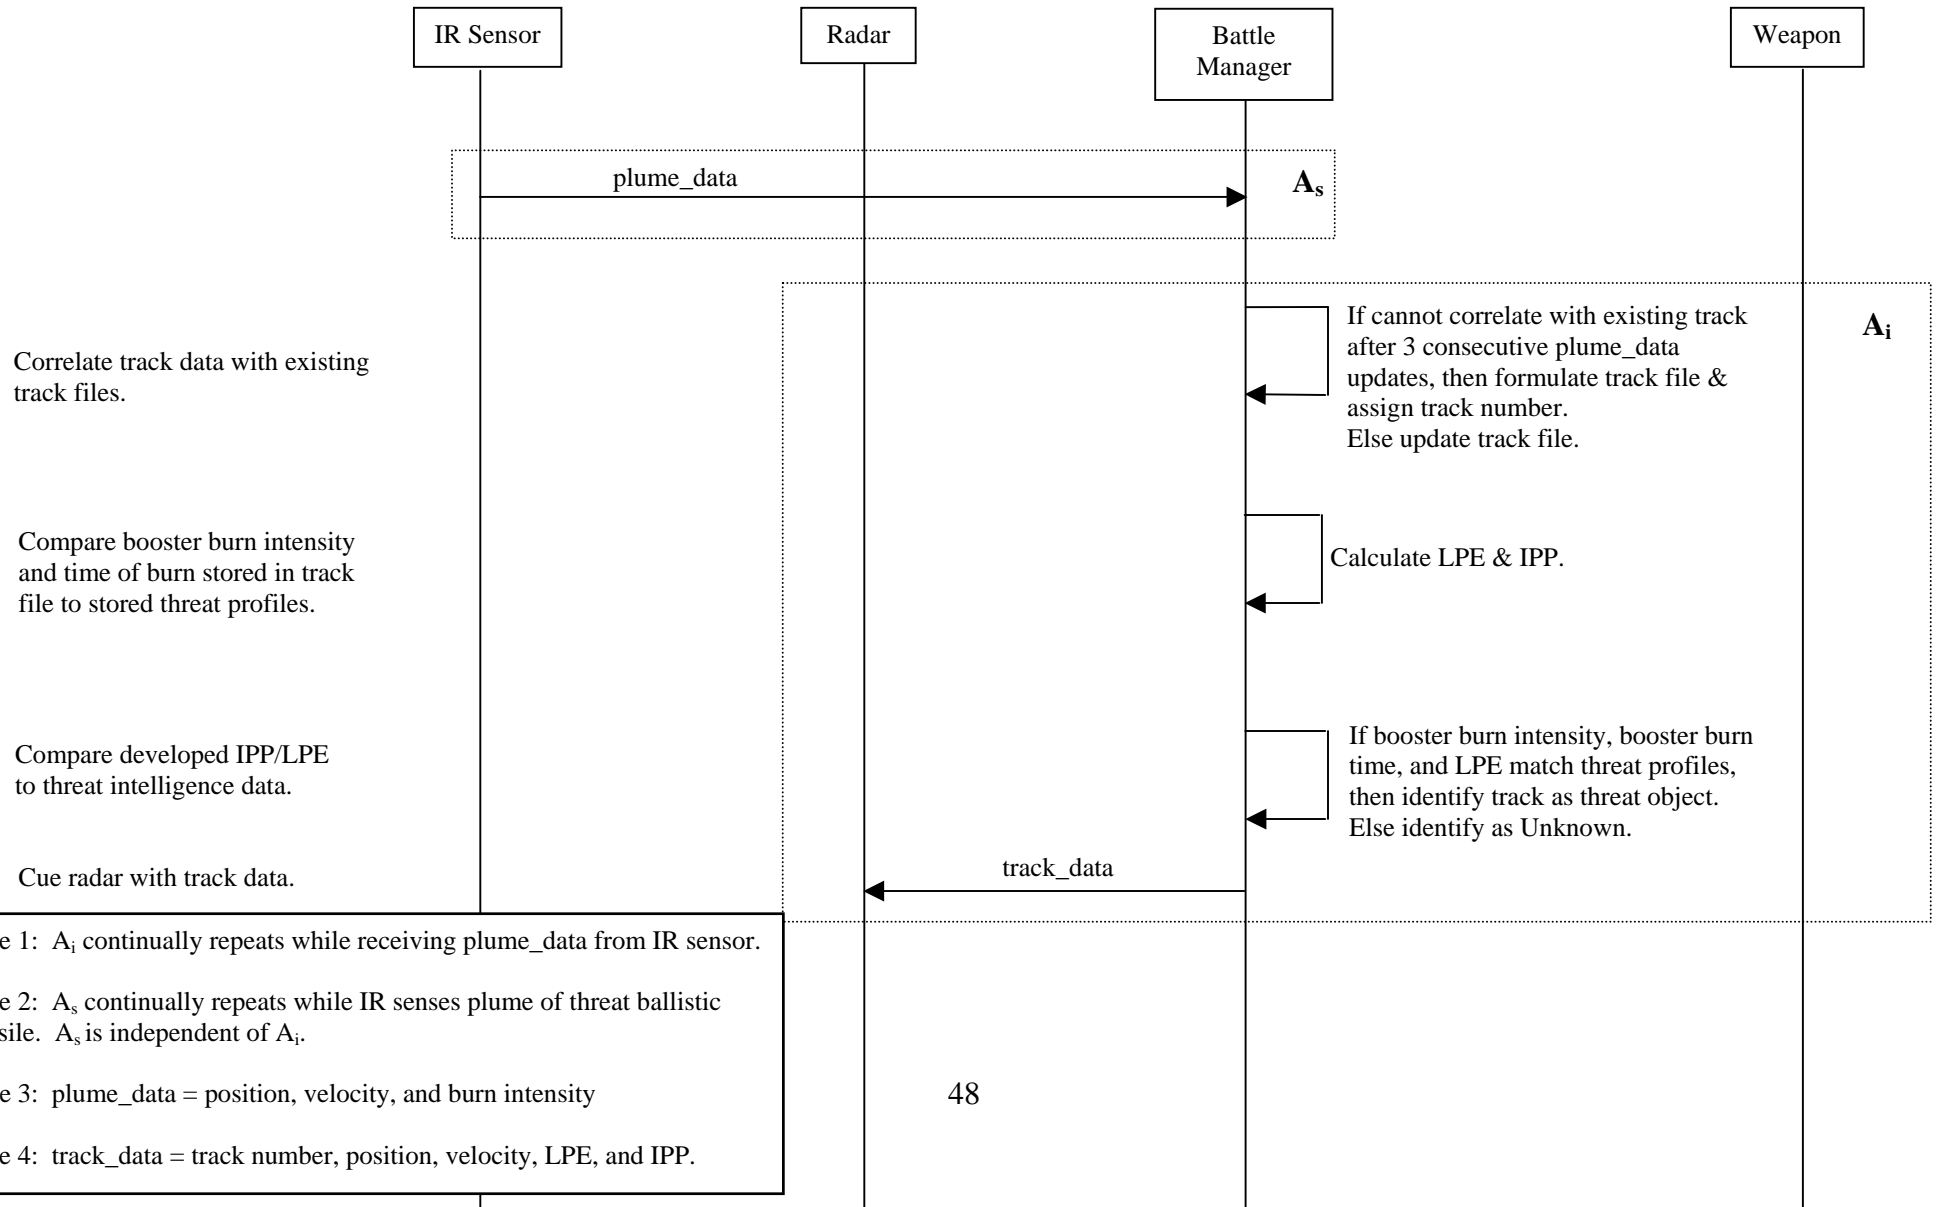 IR Sensor
Radar
Battle
Manager
Weapon
plume_data
As
Ai
If cannot correlate with existing track
after 3 consecutive plume_data
updates, then formulate track file &
assign track number.
Else update track file.
Correlate track data with existing
track files.
Compare booster burn intensity
and time of burn stored in track
file to stored threat profiles.
Calculate LPE & IPP.
Compare developed IPP/LPE
to threat intelligence data.
If booster burn intensity, booster burn
time, and LPE match threat profiles,
then identify track as threat object.
Else identify as Unknown.
Cue radar with track data.
track_data
e 1: Ai continually repeats while receiving plume_data from IR sensor.
e 2: As continually repeats while IR senses plume of threat ballistic
sile. As is independent of Ai.
e 3: plume_data = position, velocity, and burn intensity
e 4: track_data = track number, position, velocity, LPE, and IPP.
48